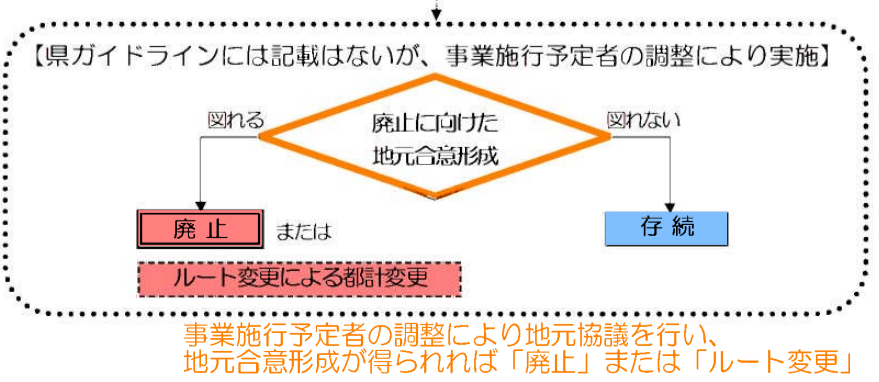 【県ガイドラインには記載はないが、事業施行予定者の調整により実施】
図れる
廃止に向けた
地元合意形成
図れない
廃止
または
存続
ルート変更による都計変更
事業施行予定者の調整により地元協議を行い、
地元合意形成が得られれば「廃止」または「ルート変更」